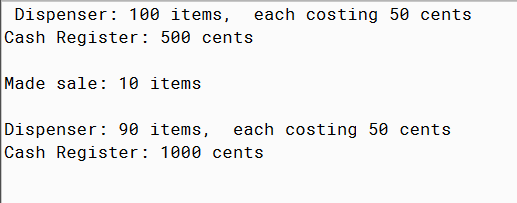 Dispenser: 100 items,  each costing 50 cents
Cash Register: 500 cents
Made sale: 10 items
Dispenser: 90 items,  each costing 50 cents
Cash Register: 1000 cents